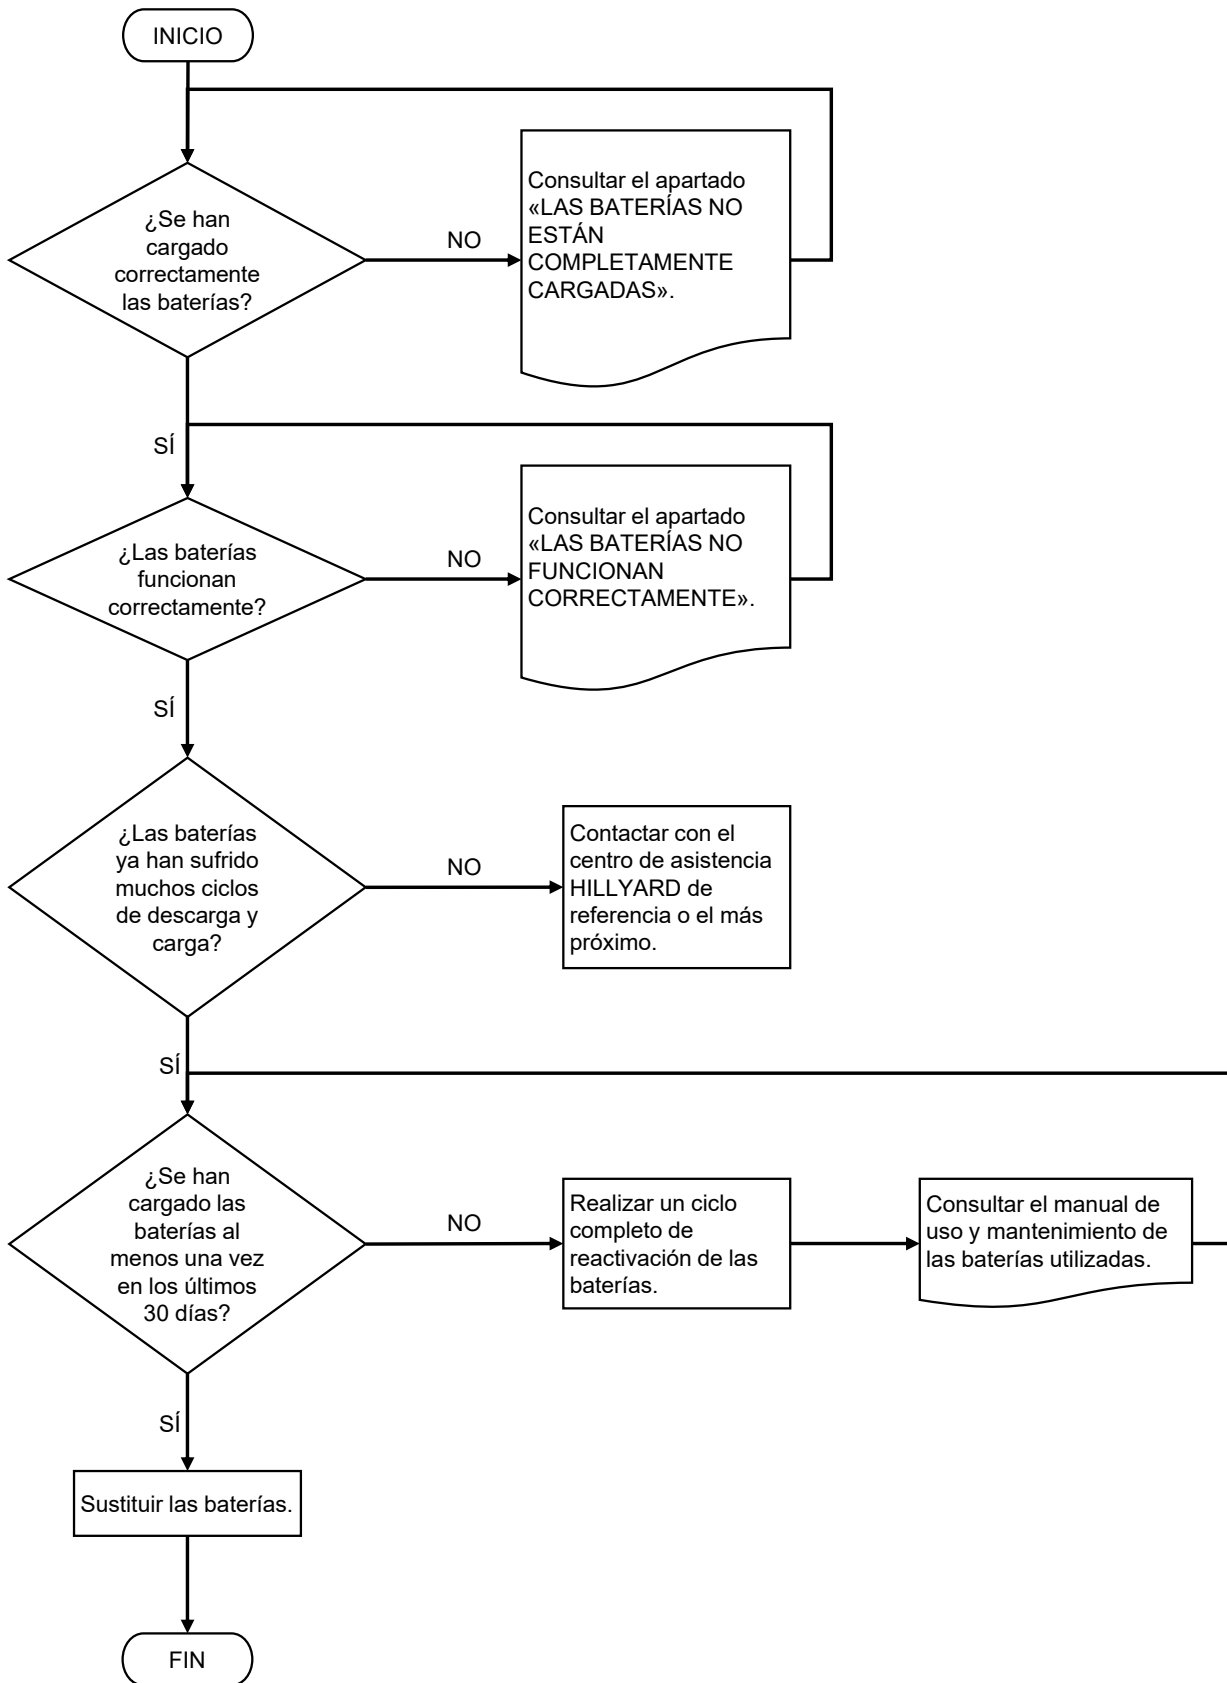 INICIO
¿Se han
cargado
correctamente
las baterías?
NO
Consultar el apartado
«LAS BATERÍAS NO
ESTÁN
COMPLETAMENTE
CARGADAS».
SÍ
¿Las baterías
funcionan
correctamente?
NO
Consultar el apartado
«LAS BATERÍAS NO
FUNCIONAN
CORRECTAMENTE».
SÍ
¿Las baterías
ya han sufrido
muchos ciclos
de descarga y
carga?
NO
Contactar con el
centro de asistencia
HILLYARD de
referencia o el más
próximo.
SÍ
¿Se han
cargado las
baterías al
menos una vez
en los últimos
30 días?
NO
Realizar un ciclo
completo de
reactivación de las
baterías.
Consultar el manual de
uso y mantenimiento de
las baterías utilizadas.
SÍ
Sustituir las baterías.
FIN